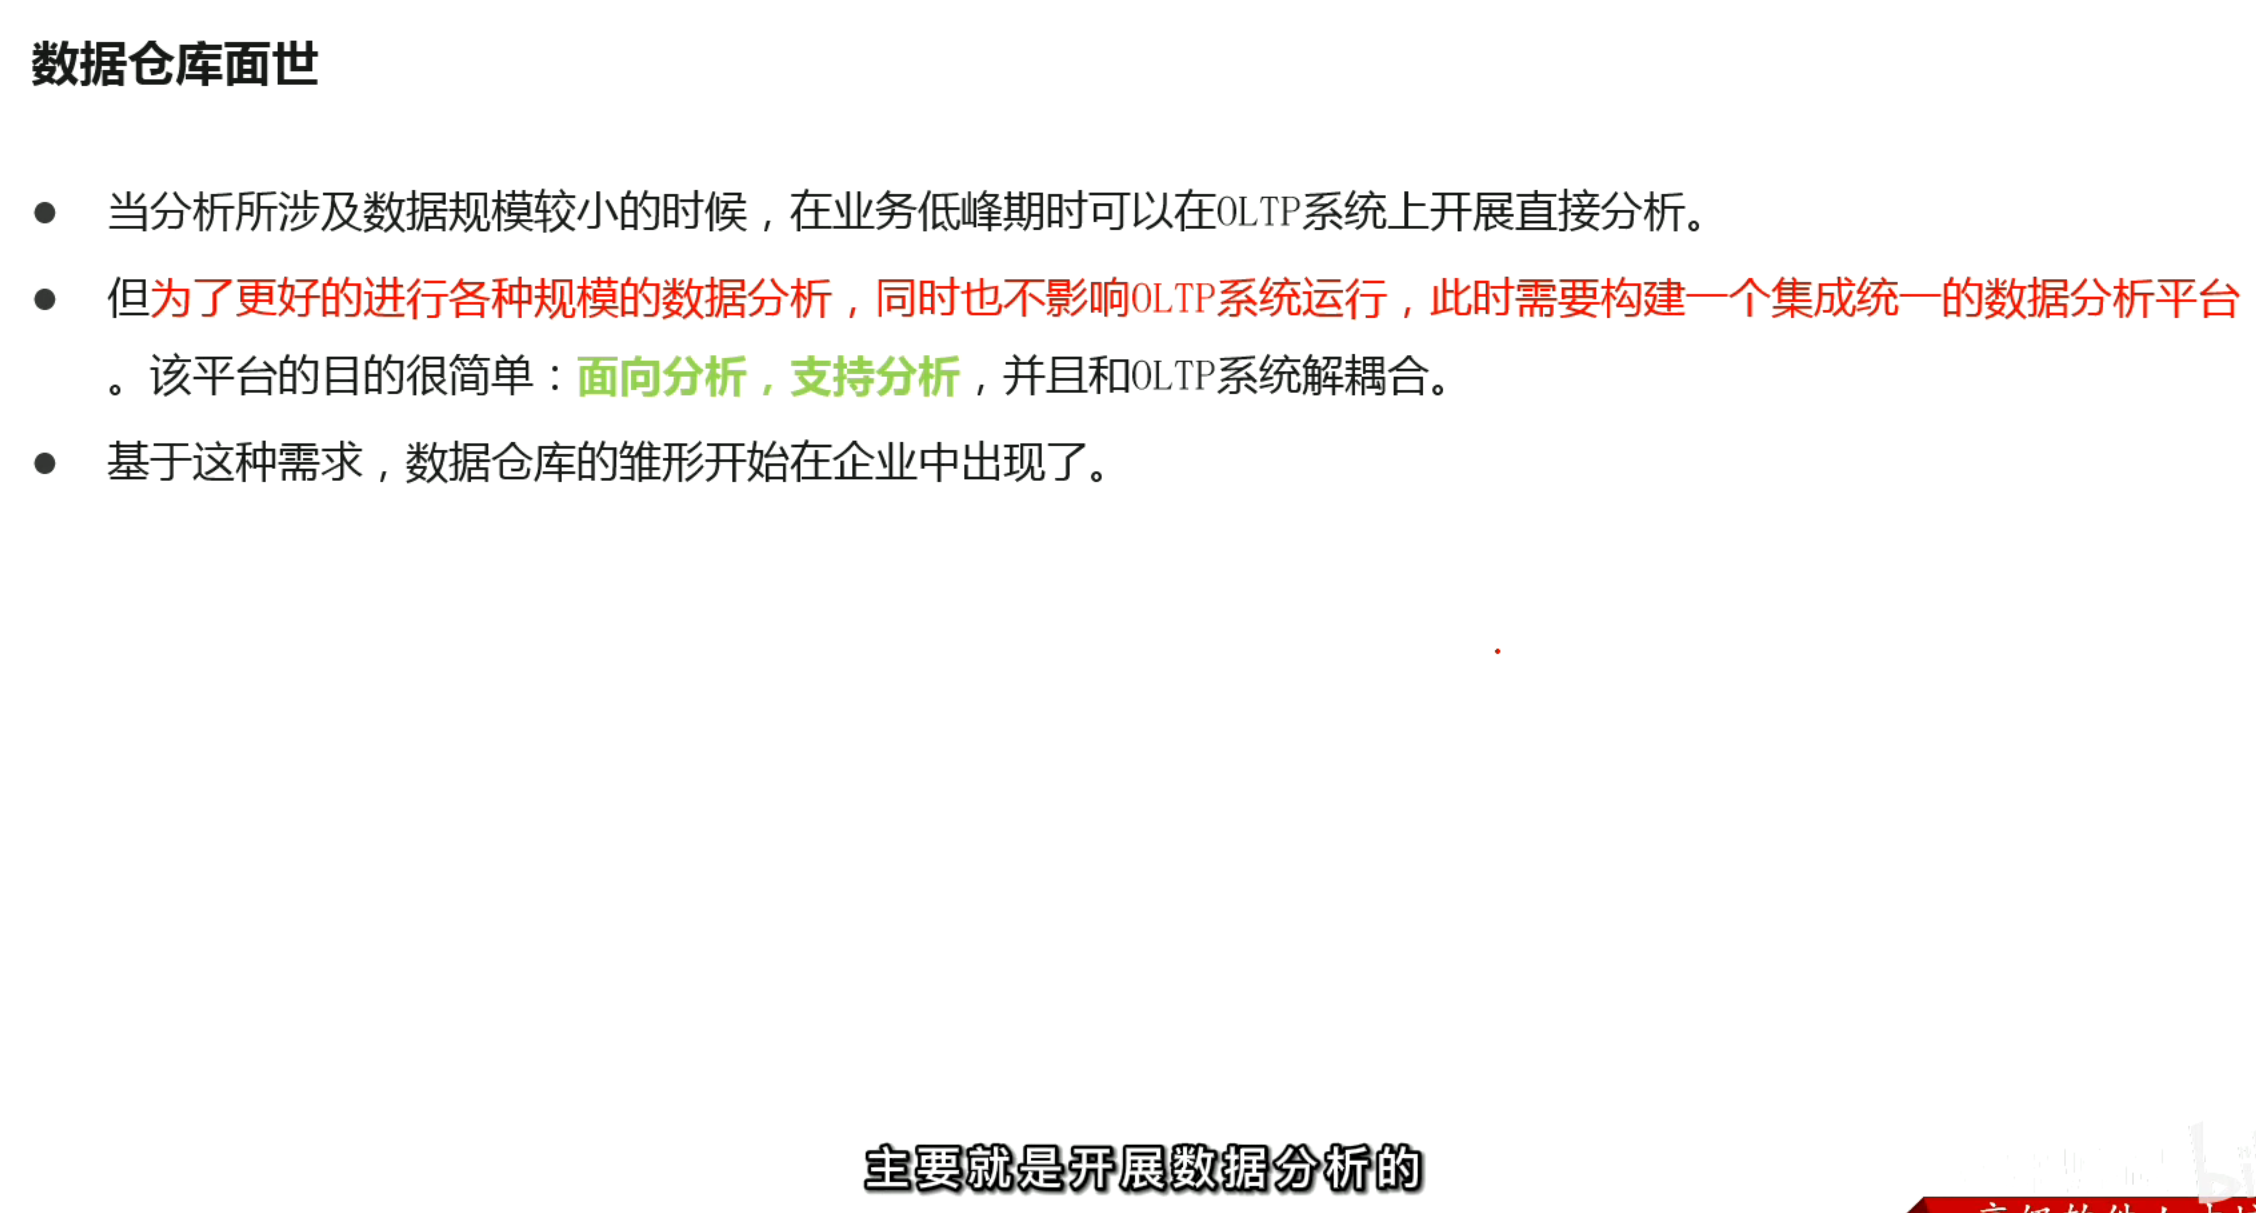 数据仓库面世
当分析所涉及数据规模较小的时候，在业务低峰期时可以在OLTP系统上开展直接分析。
但为了更好的进行各种规模的数据分析，同时也不影响OLTP系统运行，此时需要构建一个集成统一的数据分析平台
。该平台的目的很简单：面向分析，支持分析，并且和OLTP系统解耦合。
基于这种需求，数据仓库的雏形开始在企业中出现了。
主要就是开展数据分析的